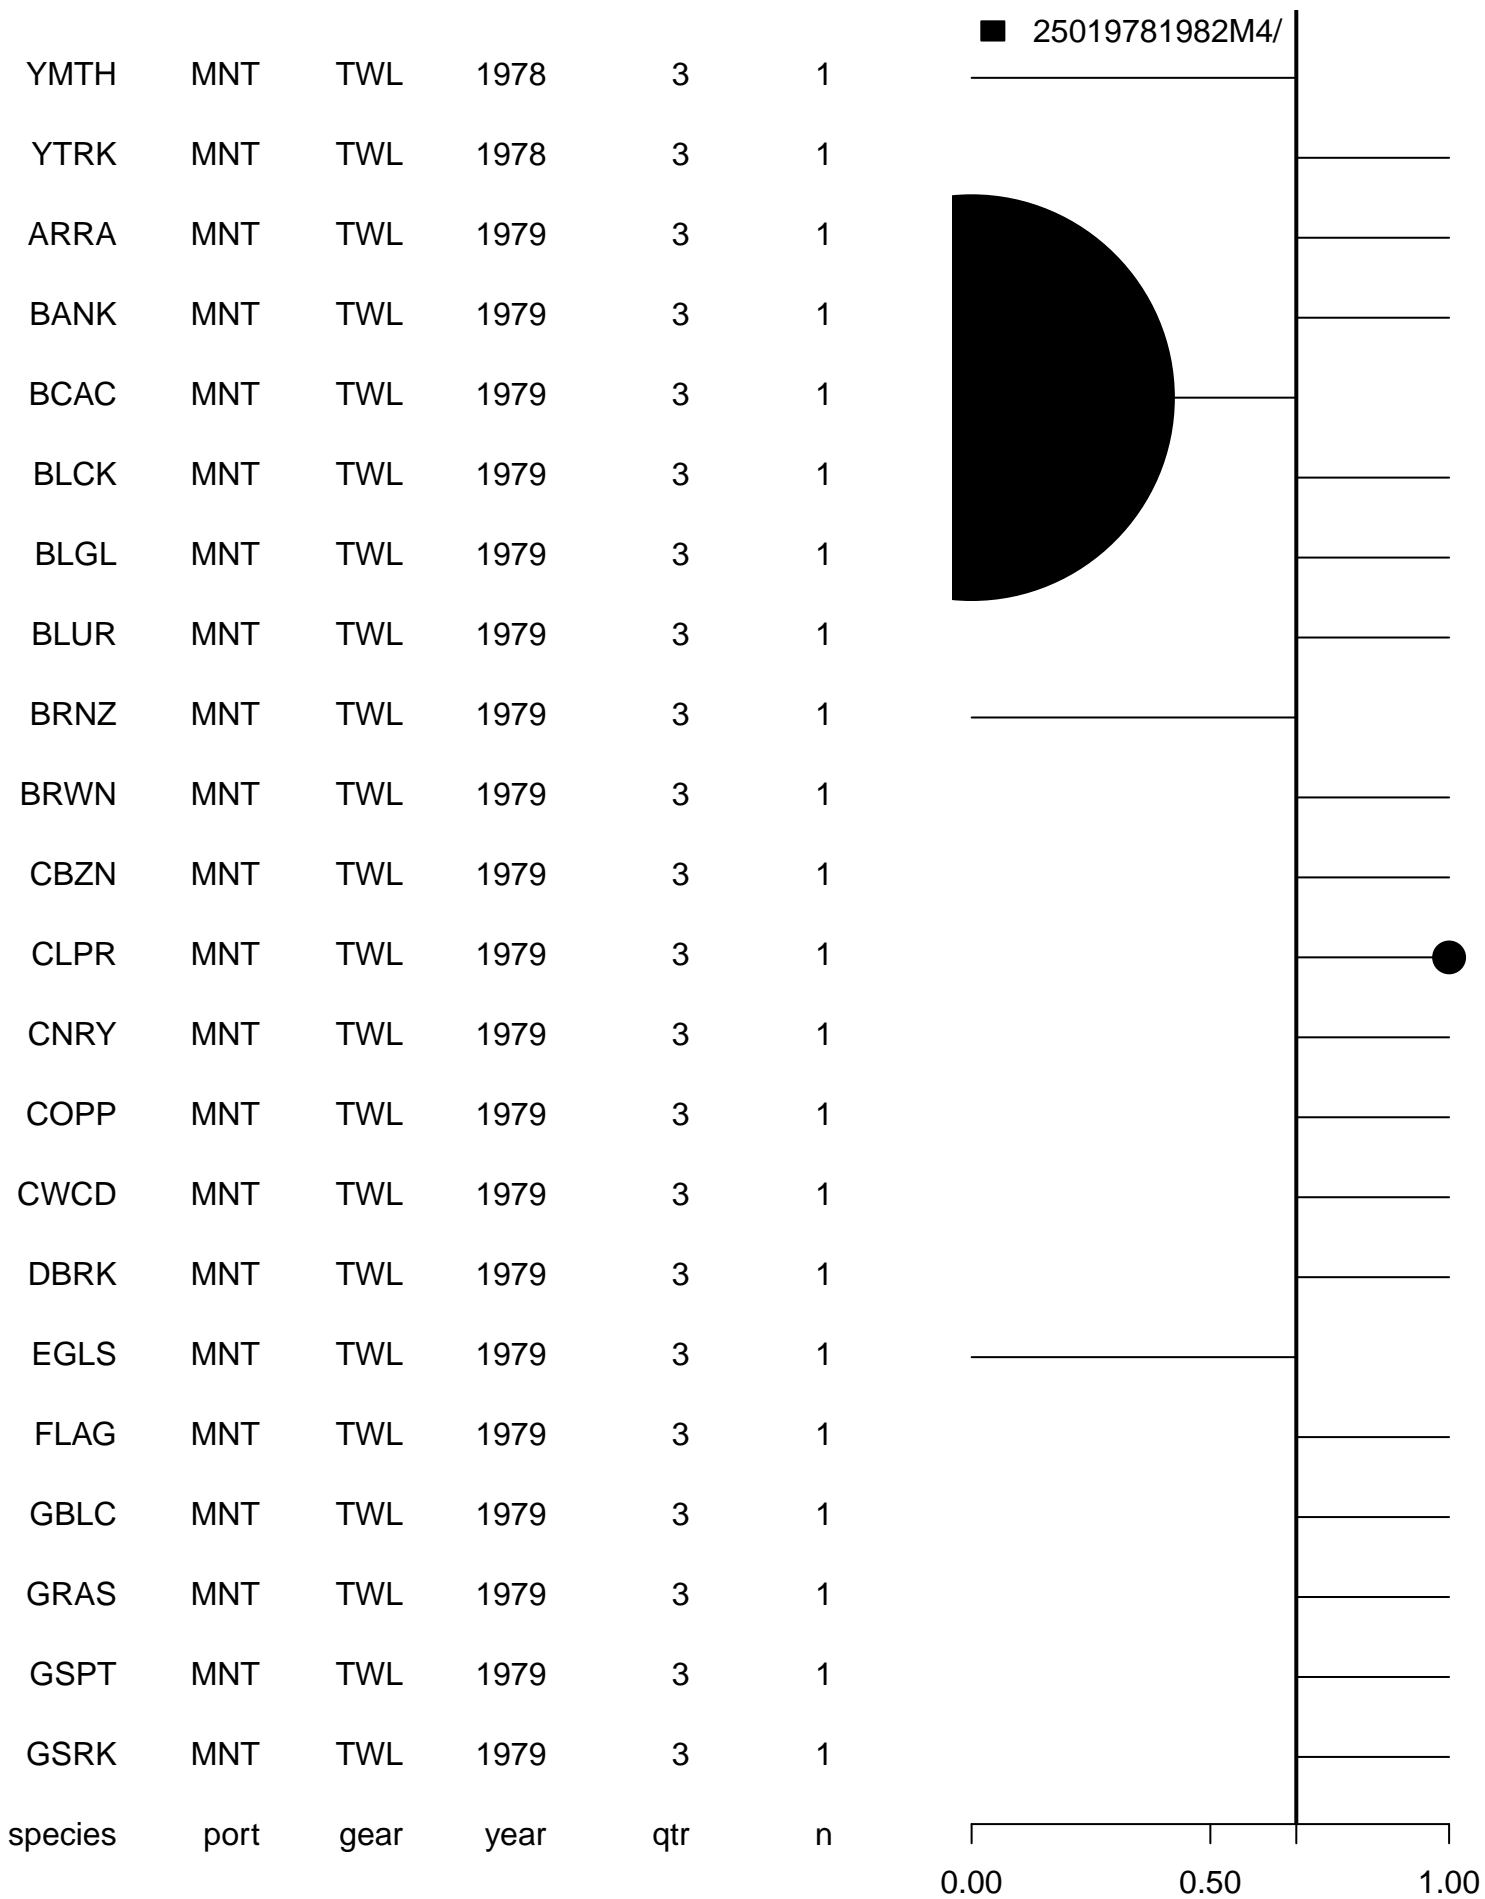 25019781982M4/
YMTH MNT TWL 1978 3 1
YTRK MNT TWL 1978 3 1
ARRA MNT TWL 1979 3 1
BANK MNT TWL 1979 3 1
BCAC MNT TWL 1979 3 1
BLCK MNT TWL 1979 3 1
BLGL MNT TWL 1979 3 1
BLUR MNT TWL 1979 3 1
BRNZ MNT TWL 1979 3 1
BRWN MNT TWL 1979 3 1
CBZN MNT TWL 1979 3 1
CLPR MNT TWL 1979 3 1
CNRY MNT TWL 1979 3 1
COPP MNT TWL 1979 3 1
CWCD MNT TWL 1979 3 1
DBRK MNT TWL 1979 3 1
EGLS MNT TWL 1979 3 1
FLAG MNT TWL 1979 3 1
GBLC MNT TWL 1979 3 1
GRAS MNT TWL 1979 3 1
GSPT MNT TWL 1979 3 1
GSRK MNT TWL 1979 3 1
species port gear year qtr n
0.00 0.50 1.00